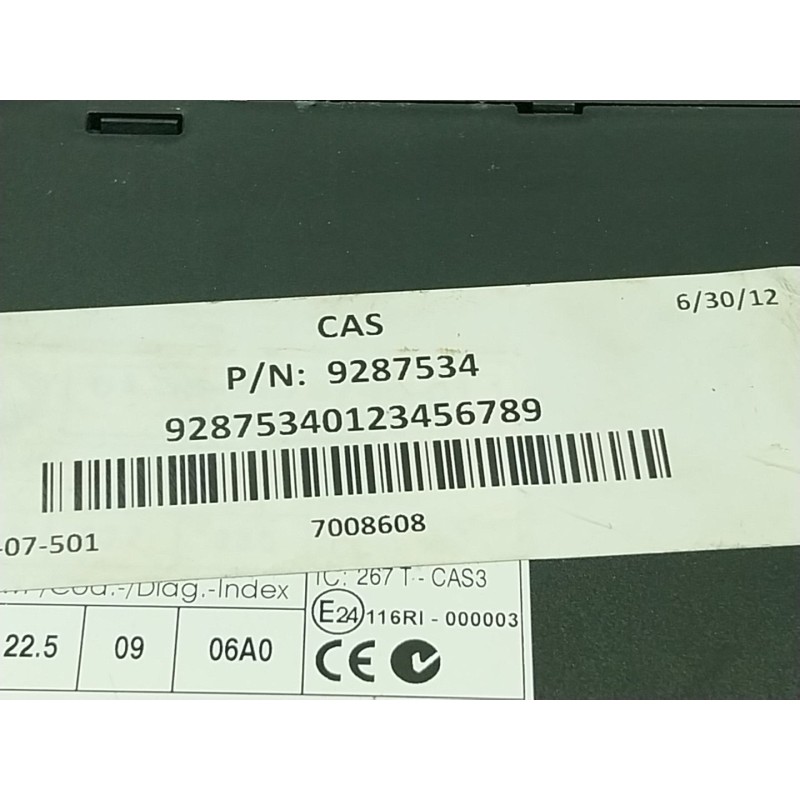 6/30/12
CAS
P/N: 9287534
92875340123456789
-07-501
7008608
/Cod.-/Diag.-Index
IC: 267 T - CAS3
E24 116RI - 000003
22.5 09 06A0
CE